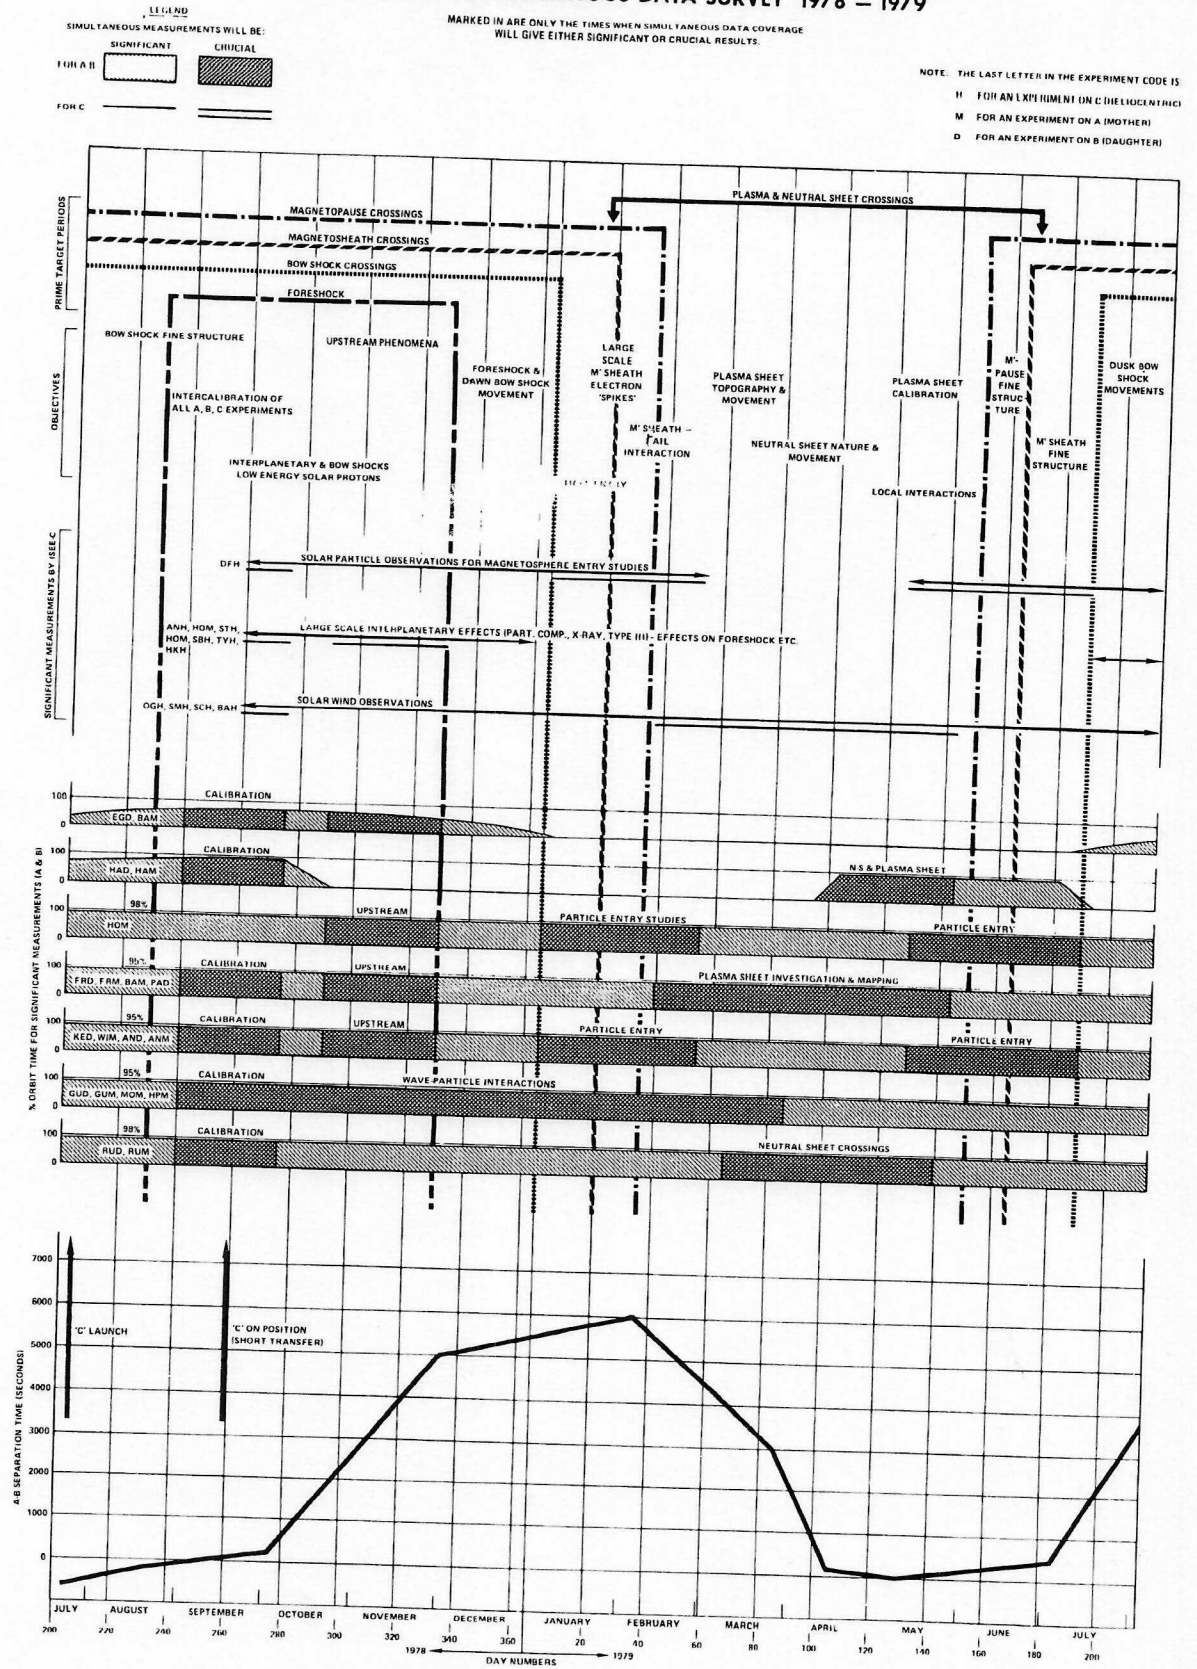 DATA SURVEY 1978 — 1979
LEGEND
SIMULTANEOUS MEASUREMENTS WILL BE:
SIGNIFICANT CRUCIAL
FOR A B
FOR C
MARKED IN ARE ONLY THE TIMES WHEN SIMULTANEOUS DATA COVERAGE
WILL GIVE EITHER SIGNIFICANT OR CRUCIAL RESULTS.
NOTE: THE LAST LETTER IN THE EXPERIMENT CODE IS
H FOR AN EXPERIMENT ON C (HELIOCENTRIC)
M FOR AN EXPERIMENT ON A (MOTHER)
D FOR AN EXPERIMENT ON B (DAUGHTER)
PRIME TARGET PERIODS
PLASMA & NEUTRAL SHEET CROSSINGS
MAGNETOPAUSE CROSSINGS
MAGNETOSHEATH CROSSINGS
BOW SHOCK CROSSINGS
FORESHOCK
OBJECTIVES
BOW SHOCK FINE STRUCTURE
UPSTREAM PHENOMENA
INTERCALIBRATION OF
ALL A, B, C EXPERIMENTS
FORESHOCK &
DAWN BOW SHOCK
MOVEMENT
LARGE
SCALE
M' SHEATH
ELECTRON
'SPIKES'
M' SHEATH –
TAIL
INTERACTION
PLASMA SHEET
TOPOGRAPHY &
MOVEMENT
PLASMA SHEET
CALIBRATION
M'-
PAUSE
FINE
STRUC-
TURE
DUSK BOW
SHOCK
MOVEMENTS
NEUTRAL SHEET NATURE &
MOVEMENT
M' SHEATH
FINE
STRUCTURE
INTERPLANETARY & BOW SHOCKS
LOW ENERGY SOLAR PROTONS
LOCAL INTERACTIONS
SIGNIFICANT MEASUREMENTS BY ISEE-C
DFH
SOLAR PARTICLE OBSERVATIONS FOR MAGNETOSPHERE ENTRY STUDIES
ANH, HOM, STH,
HOM, SBH, TYH,
HKH
LARGE SCALE INTERPLANETARY EFFECTS (PART. COMP., X-RAY, TYPE III) - EFFECTS ON FORESHOCK ETC.
OGH, SMH, SCH, BAH
SOLAR WIND OBSERVATIONS
% ORBIT TIME FOR SIGNIFICANT MEASUREMENTS (A & B)
CALIBRATION
100
0
EGD, BAM
CALIBRATION
100
0
HAD, HAM
N-S & PLASMA SHEET
98%
100
0
HOM
UPSTREAM
PARTICLE ENTRY STUDIES
PARTICLE ENTRY
95%
100
0
CALIBRATION
UPSTREAM
PLASMA SHEET INVESTIGATION & MAPPING
FRD, FRM, BAM, PAD
95%
100
0
CALIBRATION
UPSTREAM
PARTICLE ENTRY
PARTICLE ENTRY
KED, WIM, AND, ANM
95%
100
0
CALIBRATION
WAVE-PARTICLE INTERACTIONS
GUD, GUM, MOM, HPM
98%
100
0
CALIBRATION
NEUTRAL SHEET CROSSINGS
RUD, RUM
A-B SEPARATION TIME (SECONDS)
7000
6000
5000
4000
3000
2000
1000
0
'C' LAUNCH
'C' ON POSITION
(SHORT TRANSFER)
JULY AUGUST SEPTEMBER OCTOBER NOVEMBER DECEMBER JANUARY FEBRUARY MARCH APRIL MAY JUNE JULY
200 220 240 260 280 300 320 340 360 20 40 60 80 100 120 140 160 180 200
1978 1979
DAY NUMBERS